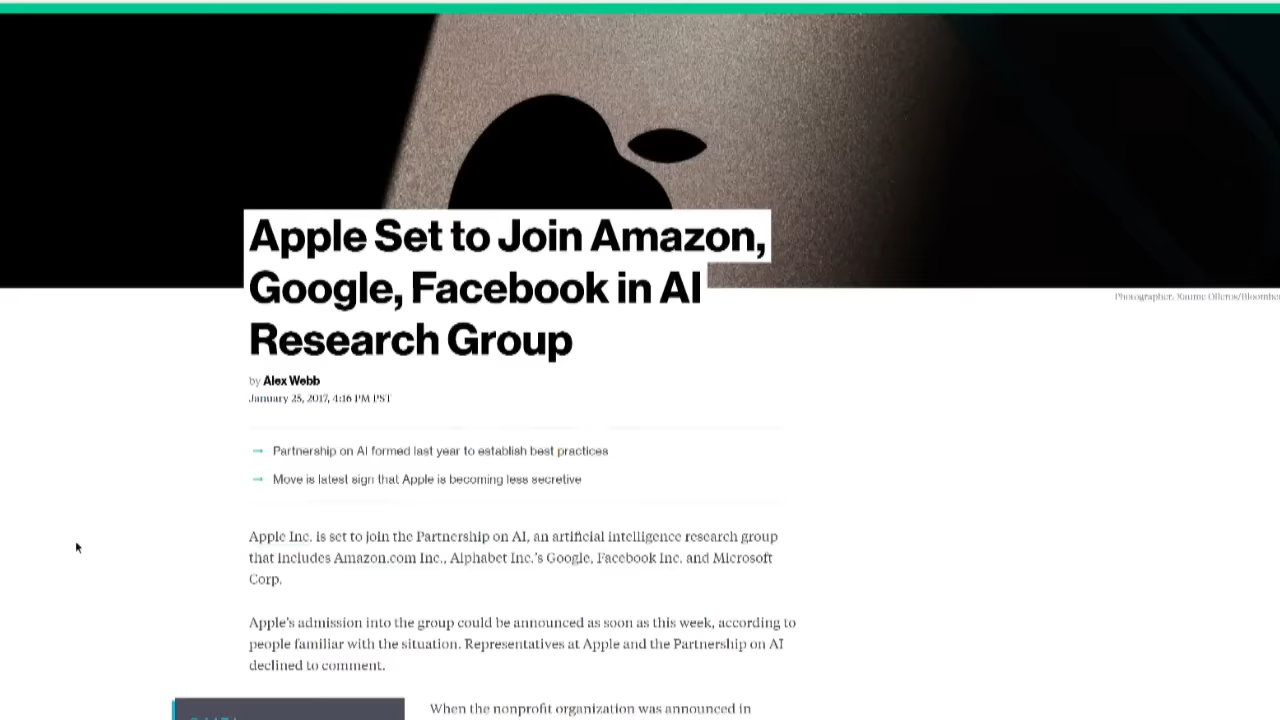 Apple Set to Join Amazon,
Google, Facebook in AI
Research Group
Photographer: Xaume Olleros/Bloomberg
by Alex Webb
January 25, 2017, 4:16 PM PST
Partnership on AI formed last year to establish best practices
Move is latest sign that Apple is becoming less secretive
Apple Inc. is set to join the Partnership on AI, an artificial intelligence research group
that includes Amazon.com Inc., Alphabet Inc.'s Google, Facebook Inc. and Microsoft
Corp.
Apple's admission into the group could be announced as soon as this week, according to
people familiar with the situation. Representatives at Apple and the Partnership on AI
declined to comment.
When the nonprofit organization was announced in